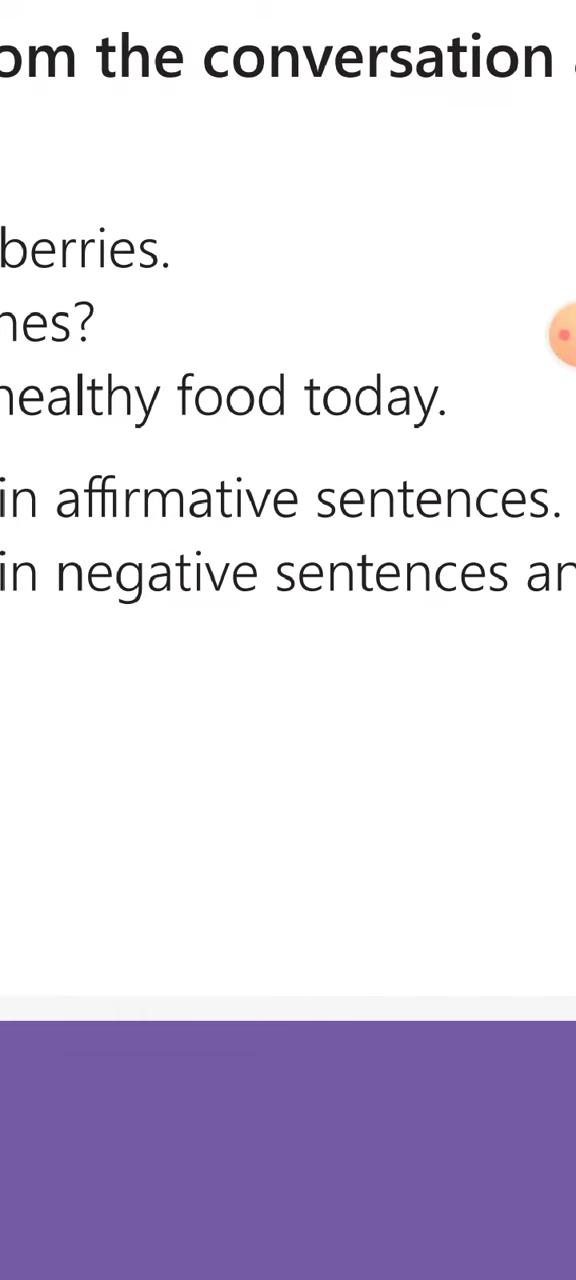 om the conversation
berries.
nes?
healthy food today.
in affirmative sentences.
in negative sentences an